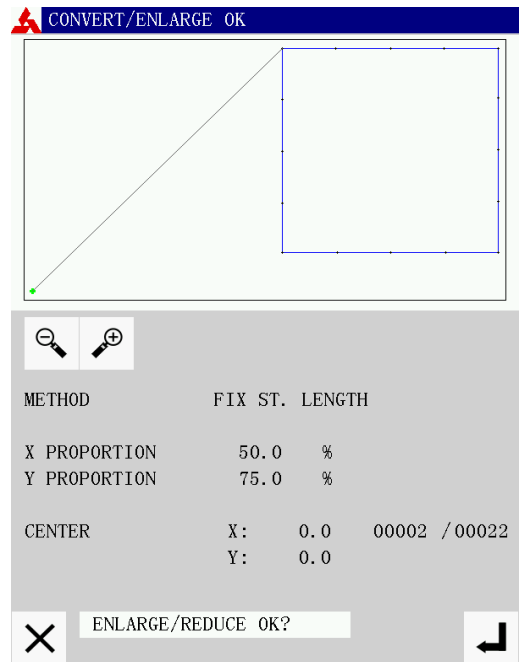 CONVERT/ENLARGE OK
METHOD FIX ST. LENGTH
X PROPORTION 50.0 %
Y PROPORTION 75.0 %
CENTER X: 0.0 00002 /00022
Y: 0.0
ENLARGE/REDUCE OK?